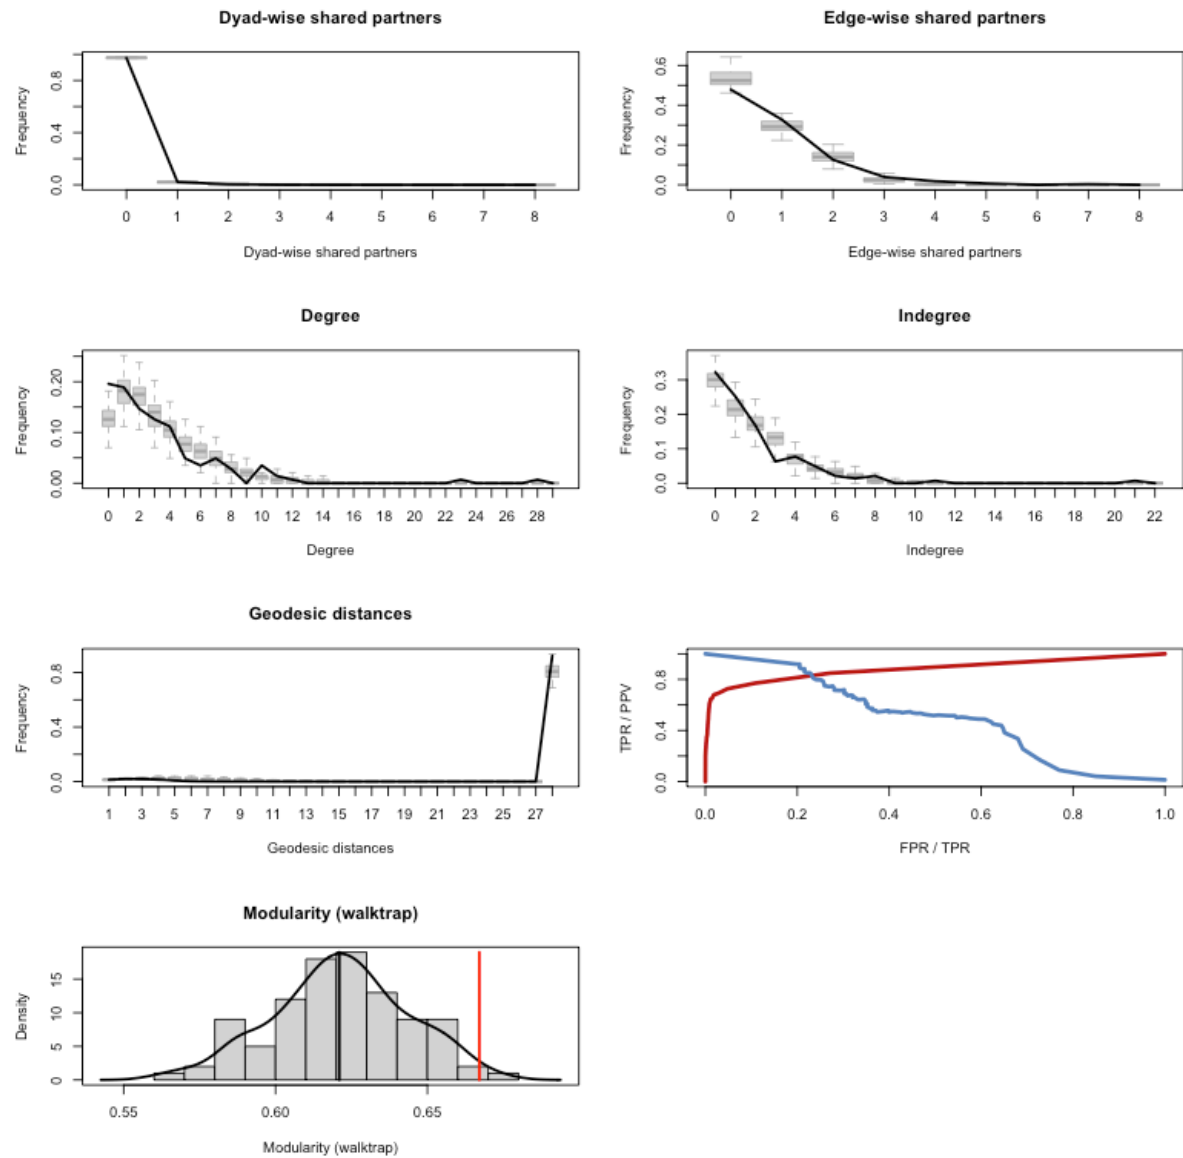 Dyad-wise shared partners
Frequency
0.0 0.4 0.8
0 1 2 3 4 5 6 7 8
Dyad-wise shared partners
Edge-wise shared partners
Frequency
0.0 0.2 0.4 0.6
0 1 2 3 4 5 6 7 8
Edge-wise shared partners
Degree
Frequency
0.00 0.10 0.20
0 2 4 6 8 10 12 14 16 18 20 22 24 26 28
Degree
Indegree
Frequency
0.0 0.1 0.2 0.3
0 2 4 6 8 10 12 14 16 18 20 22
Indegree
Geodesic distances
Frequency
0.0 0.4 0.8
1 3 5 7 9 11 13 15 17 19 21 23 25 27
Geodesic distances
TPR / PPV
0.0 0.4 0.8
0.0 0.2 0.4 0.6 0.8 1.0
FPR / TPR
Modularity (walktrap)
Density
0 5 10 15
0.55 0.60 0.65
Modularity (walktrap)